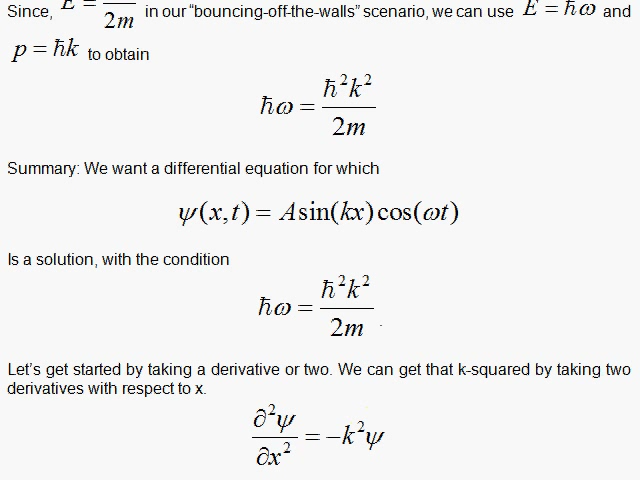 Since, E = 2m in our "bouncing-off-the-walls" scenario, we can use E = ħω and
p = ħk to obtain
ħω = ħ²k² / 2m
Summary: We want a differential equation for which
ψ(x,t) = A sin(kx) cos(ωt)
Is a solution, with the condition
ħω = ħ²k² / 2m
Let's get started by taking a derivative or two. We can get that k-squared by taking two
derivatives with respect to x.
∂²ψ / ∂x² = −k²ψ